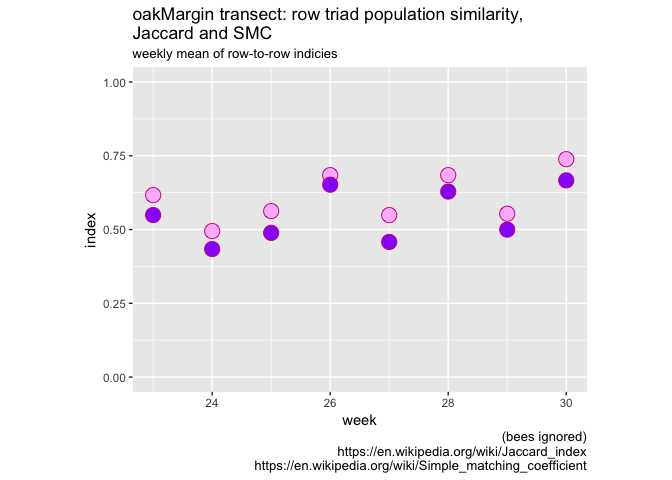 oakMargin transect: row triad population similarity,
Jaccard and SMC
weekly mean of row-to-row indicies
1.00
0.75
0.50
0.25
0.00
index
24
26
28
30
week
(bees ignored)
https://en.wikipedia.org/wiki/Jaccard_index
https://en.wikipedia.org/wiki/Simple_matching_coefficient